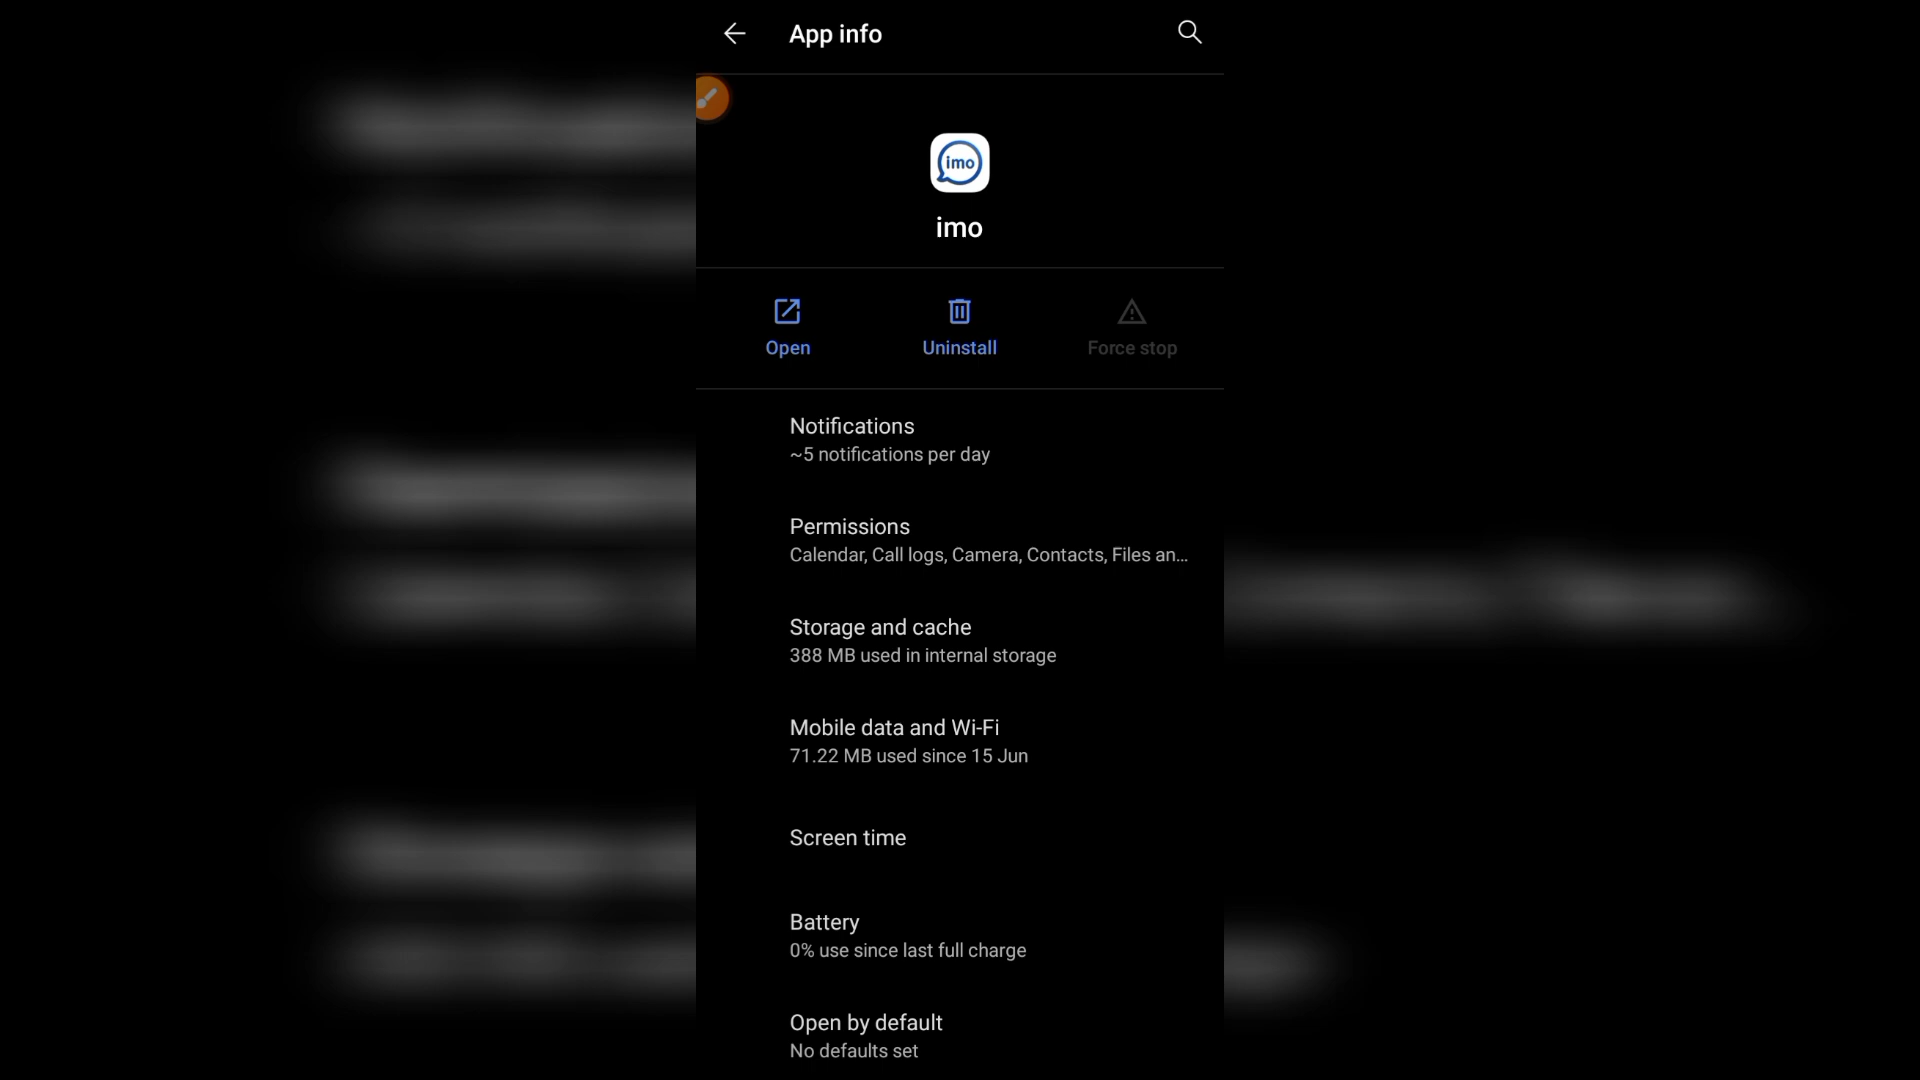 App info
imo
imo
Open
Uninstall
Force stop
Notifications
~5 notifications per day
Permissions
Calendar, Call logs, Camera, Contacts, Files an...
Storage and cache
388 MB used in internal storage
Mobile data and Wi-Fi
71.22 MB used since 15 Jun
Screen time
Battery
0% use since last full charge
Open by default
No defaults set